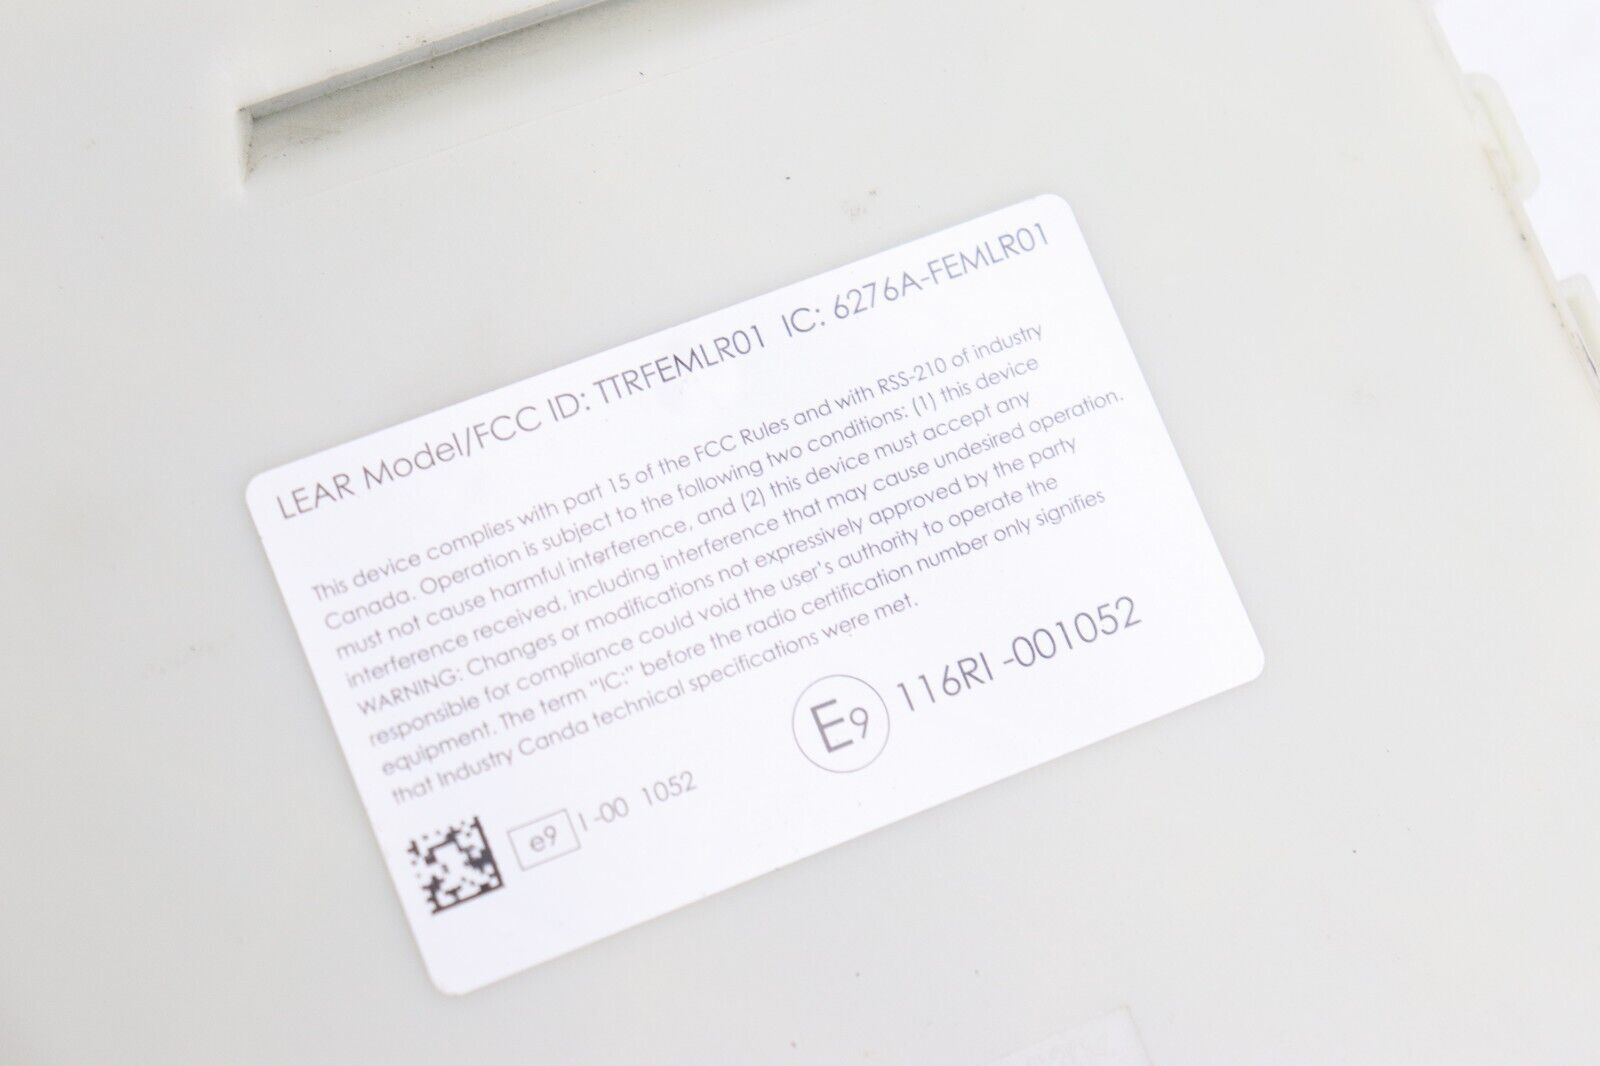 LEAR Model/FCC ID: TTRFEMLR01 IC: 6276A-FEMLR01
This device complies with part 15 of the FCC Rules and with RSS-210 of industry
Canada. Operation is subject to the following two conditions: (1) this device
must not cause harmful interference, and (2) this device must accept any
interference received, including interference that may cause undesired operation.
WARNING: Changes or modifications not expressively approved by the party
responsible for compliance could void the user's authority to operate the
equipment. The term "IC:" before the radio certification number only signifies
that Industry Canda technical specifications were met.
E9 116RI -001052
e9 I -00 1052